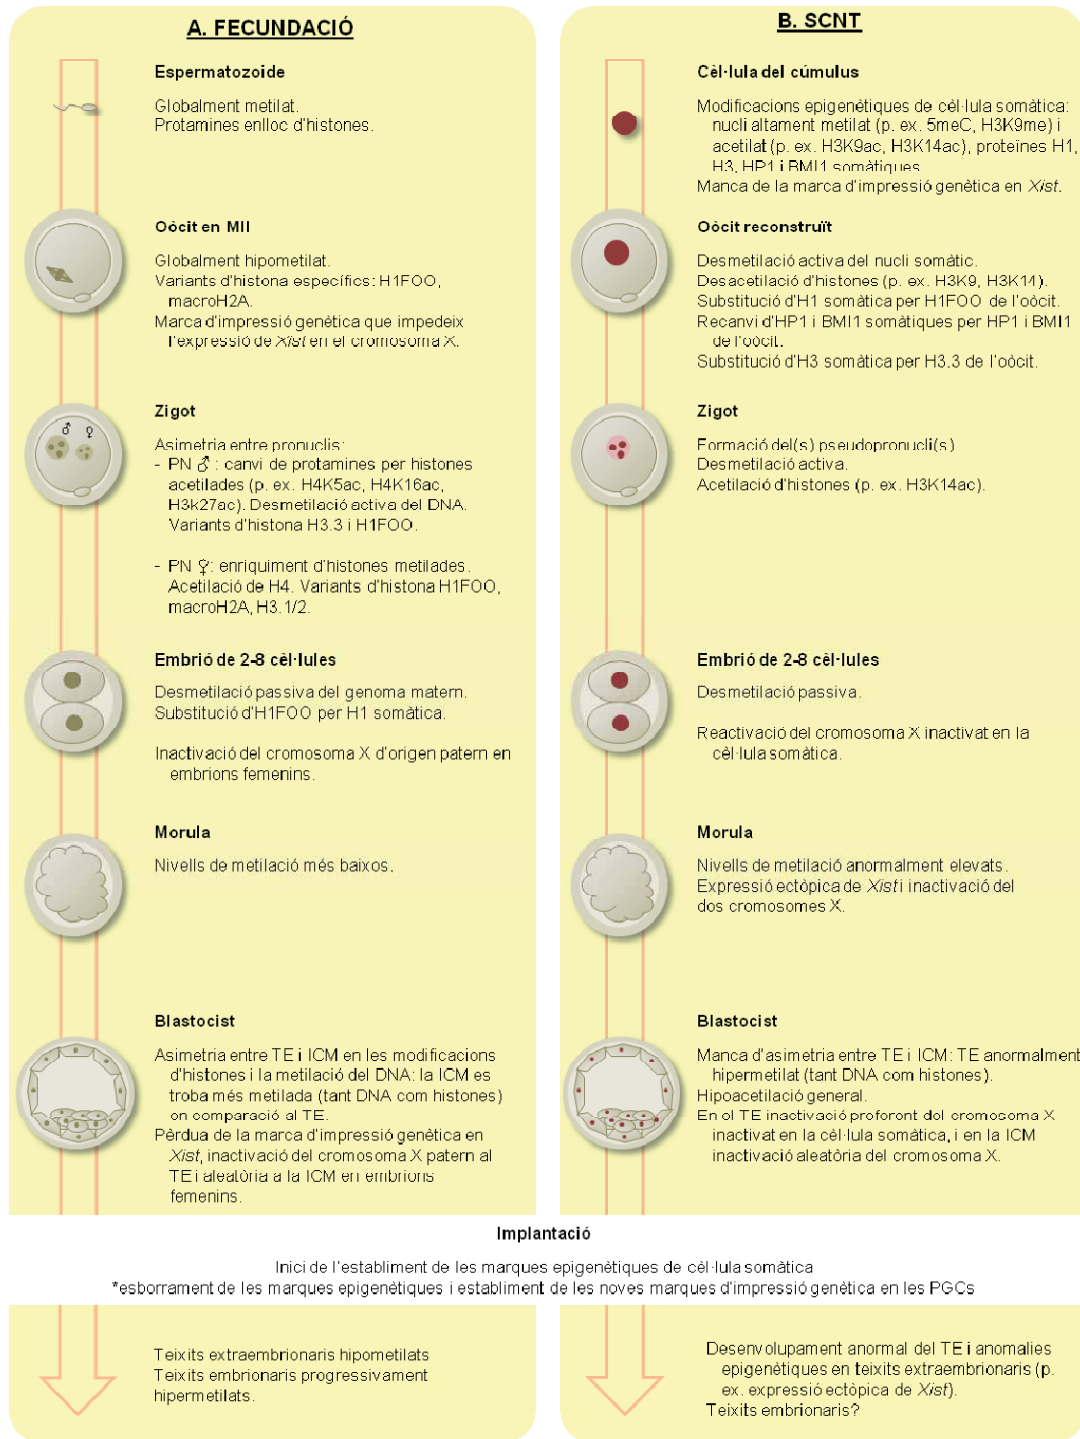 A. FECUNDACIÓ
Espermatozoide
Globalment metilat.
Protamines enlloc d'histones.
Oòcit en MII
Globalment hipometilat.
Variants d'histona específics: H1FOO,
macroH2A.
Marca d'impressió genètica que impedeix
l'expressió de Xist en el cromosoma X.
Zigot
♂ ♀
Asimetria entre pronuclis:
- PN ♂ : canvi de protamines per histones
acetilades (p. ex. H4K5ac, H4K16ac,
H3k27ac). Desmetilació activa del DNA.
Variants d'histona H3.3 i H1FOO.
- PN ♀: enriquiment d'histones metilades.
Acetilació de H4. Variants d'histona H1FOO,
macroH2A, H3.1/2.
Embrió de 2-8 cèl·lules
Desmetilació passiva del genoma matern.
Substitució d'H1FOO per H1 somàtica.
Inactivació del cromosoma X d'origen patern en
embrions femenins.
Morula
Nivells de metilació més baixos.
Blastocist
Asimetria entre TE i ICM en les modificacions
d'histones i la metilació del DNA: la ICM es
troba més metilada (tant DNA com histones)
en comparació al TE.
Pèrdua de la marca d'impressió genètica en
Xist, inactivació del cromosoma X patern al
TE i aleatòria a la ICM en embrions
femenins.
B. SCNT
Cèl·lula del cúmulus
Modificacions epigenètiques de cèl·lula somàtica:
nucli altament metilat (p. ex. 5meC, H3K9me) i
acetilat (p. ex. H3K9ac, H3K14ac), proteïnes H1,
H3, HP1 i BMI1 somàtiques
Manca de la marca d'impressió genètica en Xist.
Oòcit reconstruït
Desmetilació activa del nucli somàtic.
Desacetilació d'histones (p. ex. H3K9, H3K14).
Substitució d'H1 somàtica per H1FOO de l'oòcit.
Recanvi d'HP1 i BMI1 somàtiques per HP1 i BMI1
de l'oòcit.
Substitució d'H3 somàtica per H3.3 de l'oòcit.
Zigot
Formació del(s) pseudopronucli(s)
Desmetilació activa.
Acetilació d'histones (p. ex. H3K14ac).
Embrió de 2-8 cèl·lules
Desmetilació passiva.
Reactivació del cromosoma X inactivat en la
cèl·lula somàtica.
Morula
Nivells de metilació anormalment elevats.
Expressió ectòpica de Xist i inactivació del
dos cromosomes X.
Blastocist
Manca d'asimetria entre TE i ICM: TE anormalment
hipermetilat (tant DNA com histones).
Hipoacetilació general.
En el TE inactivació preferent del cromosoma X
inactivat en la cèl·lula somàtica, i en la ICM
inactivació aleatòria del cromosoma X.
Implantació
Inici de l'establiment de les marques epigenètiques de cèl·lula somàtica
*esborrament de les marques epigenètiques i establiment de les noves marques d'impressió genètica en les PGCs
Teixits extraembrionaris hipometilats
Teixits embrionaris progressivament
hipermetilats.
Desenvolupament anormal del TE i anomalies
epigenètiques en teixits extraembrionaris (p.
ex. expressió ectòpica de Xist).
Teixits embrionaris?